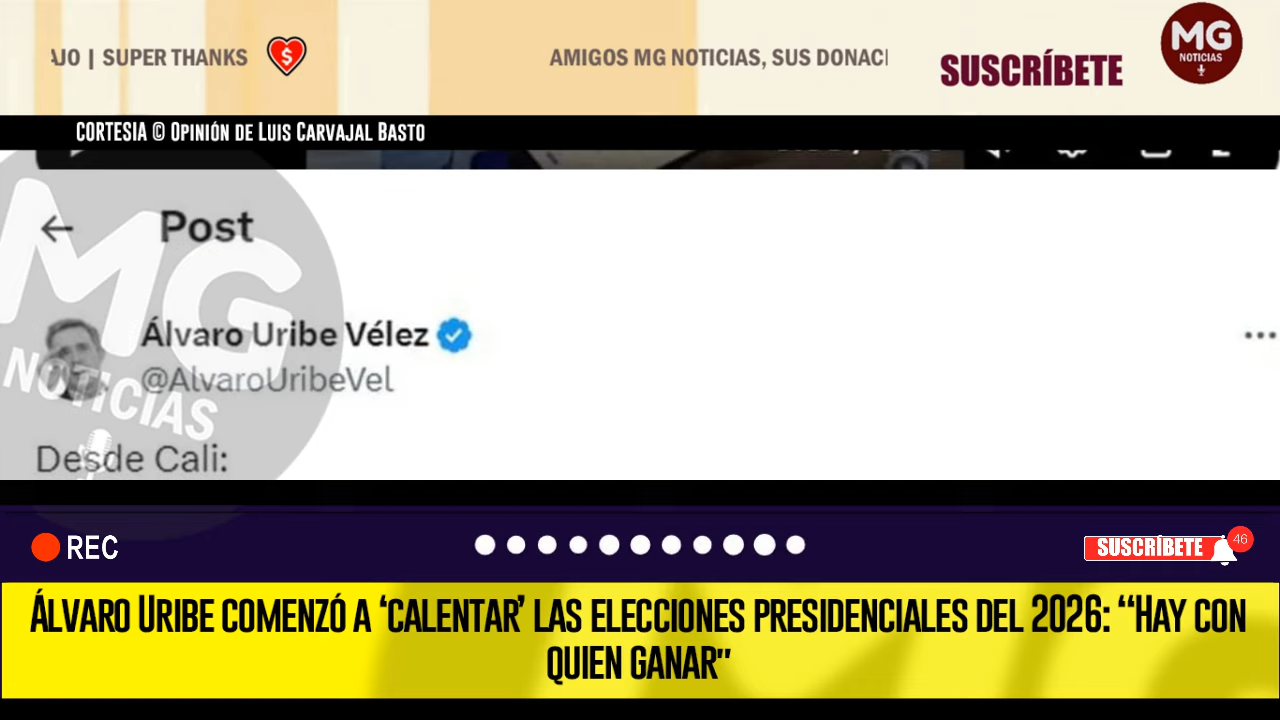 AJO | SUPER THANKS
AMIGOS MG NOTICIAS, SUS DONACI
SUSCRÍBETE
MG
NOTICIAS
CORTESIA © OPINIÓN DE LUIS CARVAJAL BASTO
Post
MG
NOTICIAS
Álvaro Uribe Vélez
@AlvaroUribeVel
Desde Cali:
REC
SUSCRÍBETE
46
ÁLVARO URIBE COMENZÓ A ‘CALENTAR’ LAS ELECCIONES PRESIDENCIALES DEL 2026: “HAY CON
QUIEN GANAR”